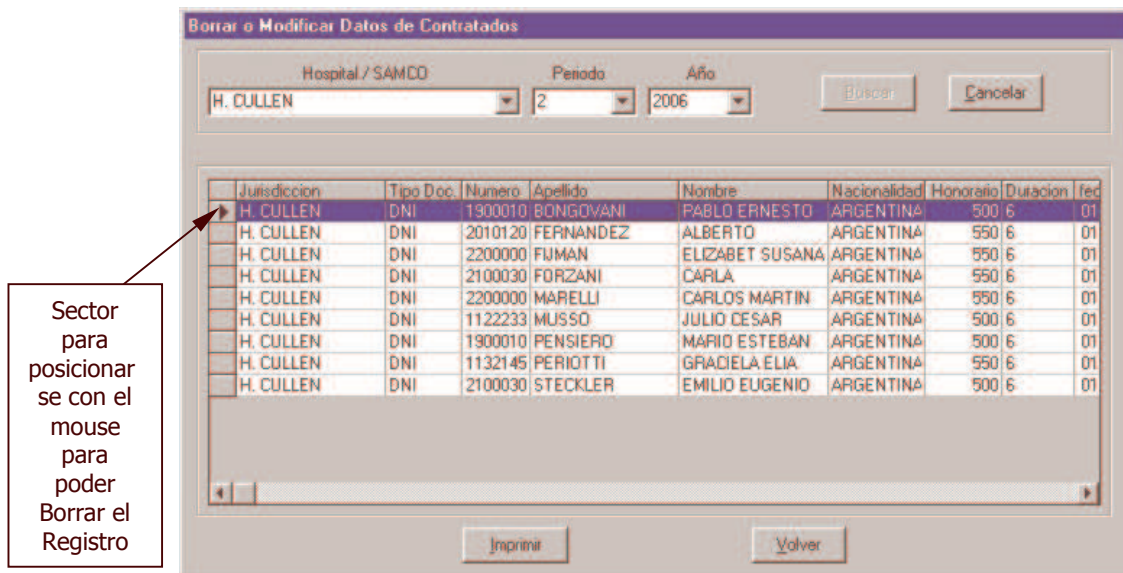 Borrar o Modificar Datos de Contratados
Hospital / SAMCO Periodo Año
H. CULLEN 2 2006 Buscar Cancelar
Jurisdiccion Tipo Doc. Numero Apellido Nombre Nacionalidad Honorario Duracion fec
H. CULLEN DNI 1900010 BONGOVANI PABLO ERNESTO ARGENTINA 500 6 01
H. CULLEN DNI 2010120 FERNANDEZ ALBERTO ARGENTINA 550 6 01
H. CULLEN DNI 2200000 FIJMAN ELIZABET SUSANA ARGENTINA 550 6 01
H. CULLEN DNI 2100030 FORZANI CARLA ARGENTINA 550 6 01
H. CULLEN DNI 2200000 MARELLI CARLOS MARTIN ARGENTINA 550 6 01
H. CULLEN DNI 1122233 MUSSO JULIO CESAR ARGENTINA 500 6 01
H. CULLEN DNI 1900010 PENSIERO MARIO ESTEBAN ARGENTINA 500 6 01
H. CULLEN DNI 1132145 PERIOTTI GRACIELA ELIA ARGENTINA 550 6 01
H. CULLEN DNI 2100030 STECKLER EMILIO EUGENIO ARGENTINA 500 6 01
Imprimir Volver
Sector
para
posicionar
se con el
mouse
para
poder
Borrar el
Registro